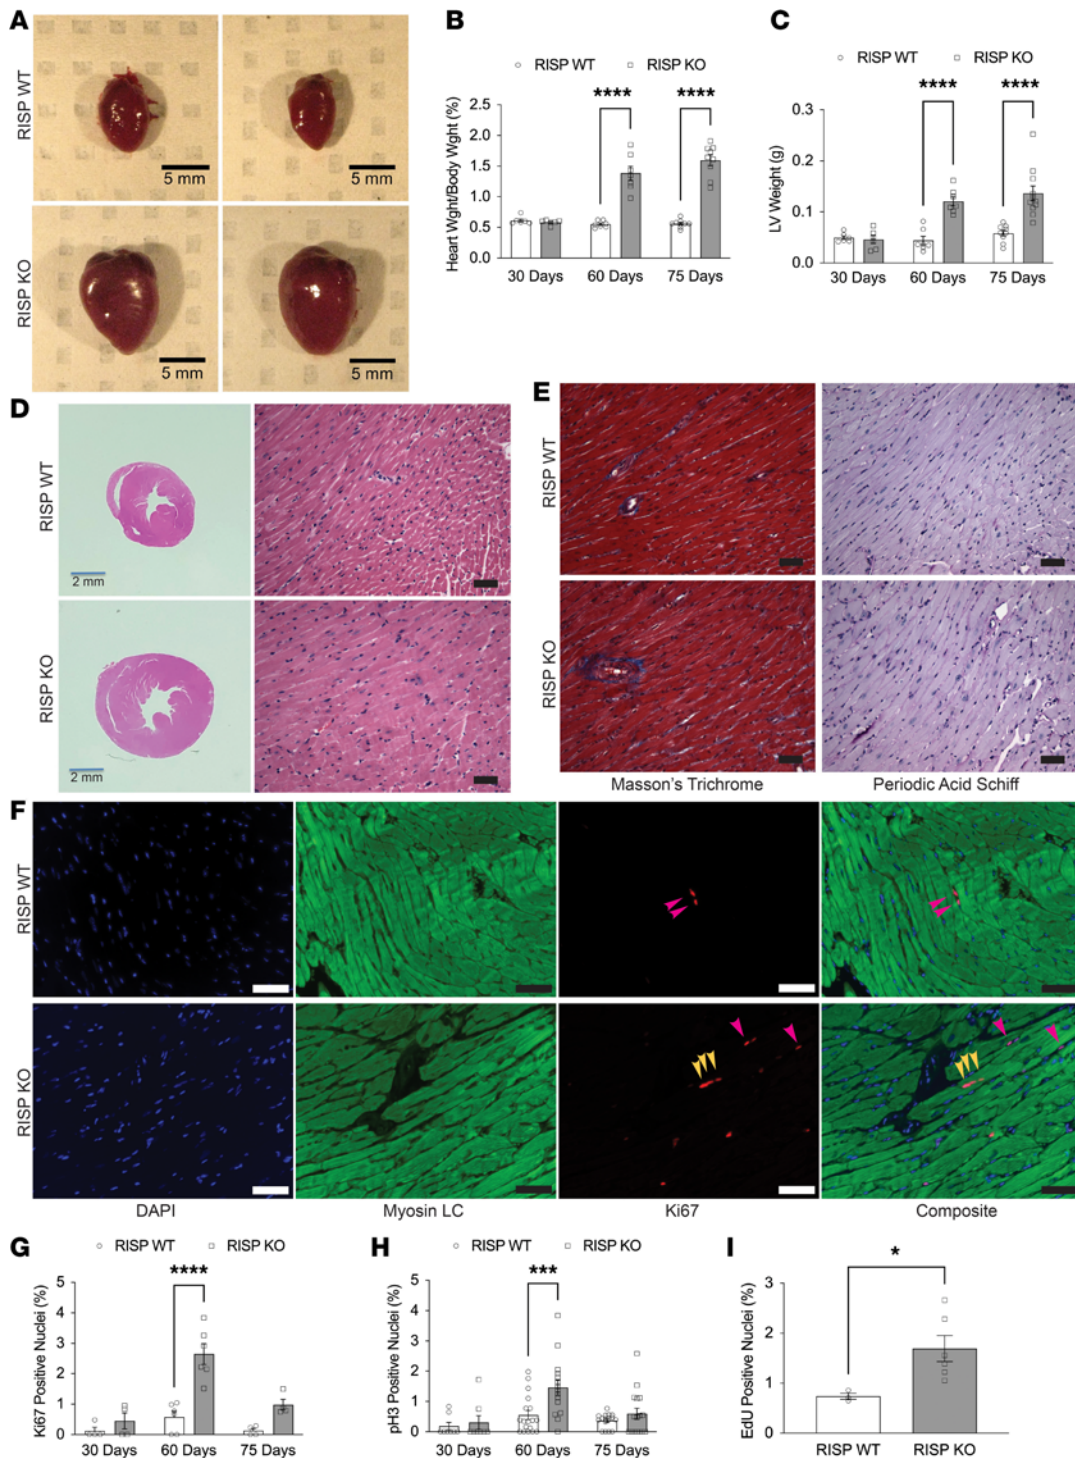 A
RISP WT
5 mm
5 mm
RISP KO
5 mm
5 mm
B
RISP WT
RISP KO
Heart Wght/Body Wght (%)
2.5
2.0
1.5
1.0
0.5
0.0
****
****
30 Days
60 Days
75 Days
C
RISP WT
RISP KO
LV Weight (g)
0.3
0.2
0.1
0.0
****
****
30 Days
60 Days
75 Days
D
RISP WT
2 mm
RISP KO
2 mm
E
RISP WT
RISP KO
Masson's Trichrome
Periodic Acid Schiff
F
RISP WT
RISP KO
DAPI
Myosin LC
Ki67
Composite
G
RISP WT
RISP KO
Ki67 Positive Nuclei (%)
5
4
3
2
1
0
****
30 Days
60 Days
75 Days
H
RISP WT
RISP KO
pH3 Positive Nuclei (%)
5
4
3
2
1
0
***
30 Days
60 Days
75 Days
I
EdU Positive Nuclei (%)
3
2
1
0
*
RISP WT
RISP KO